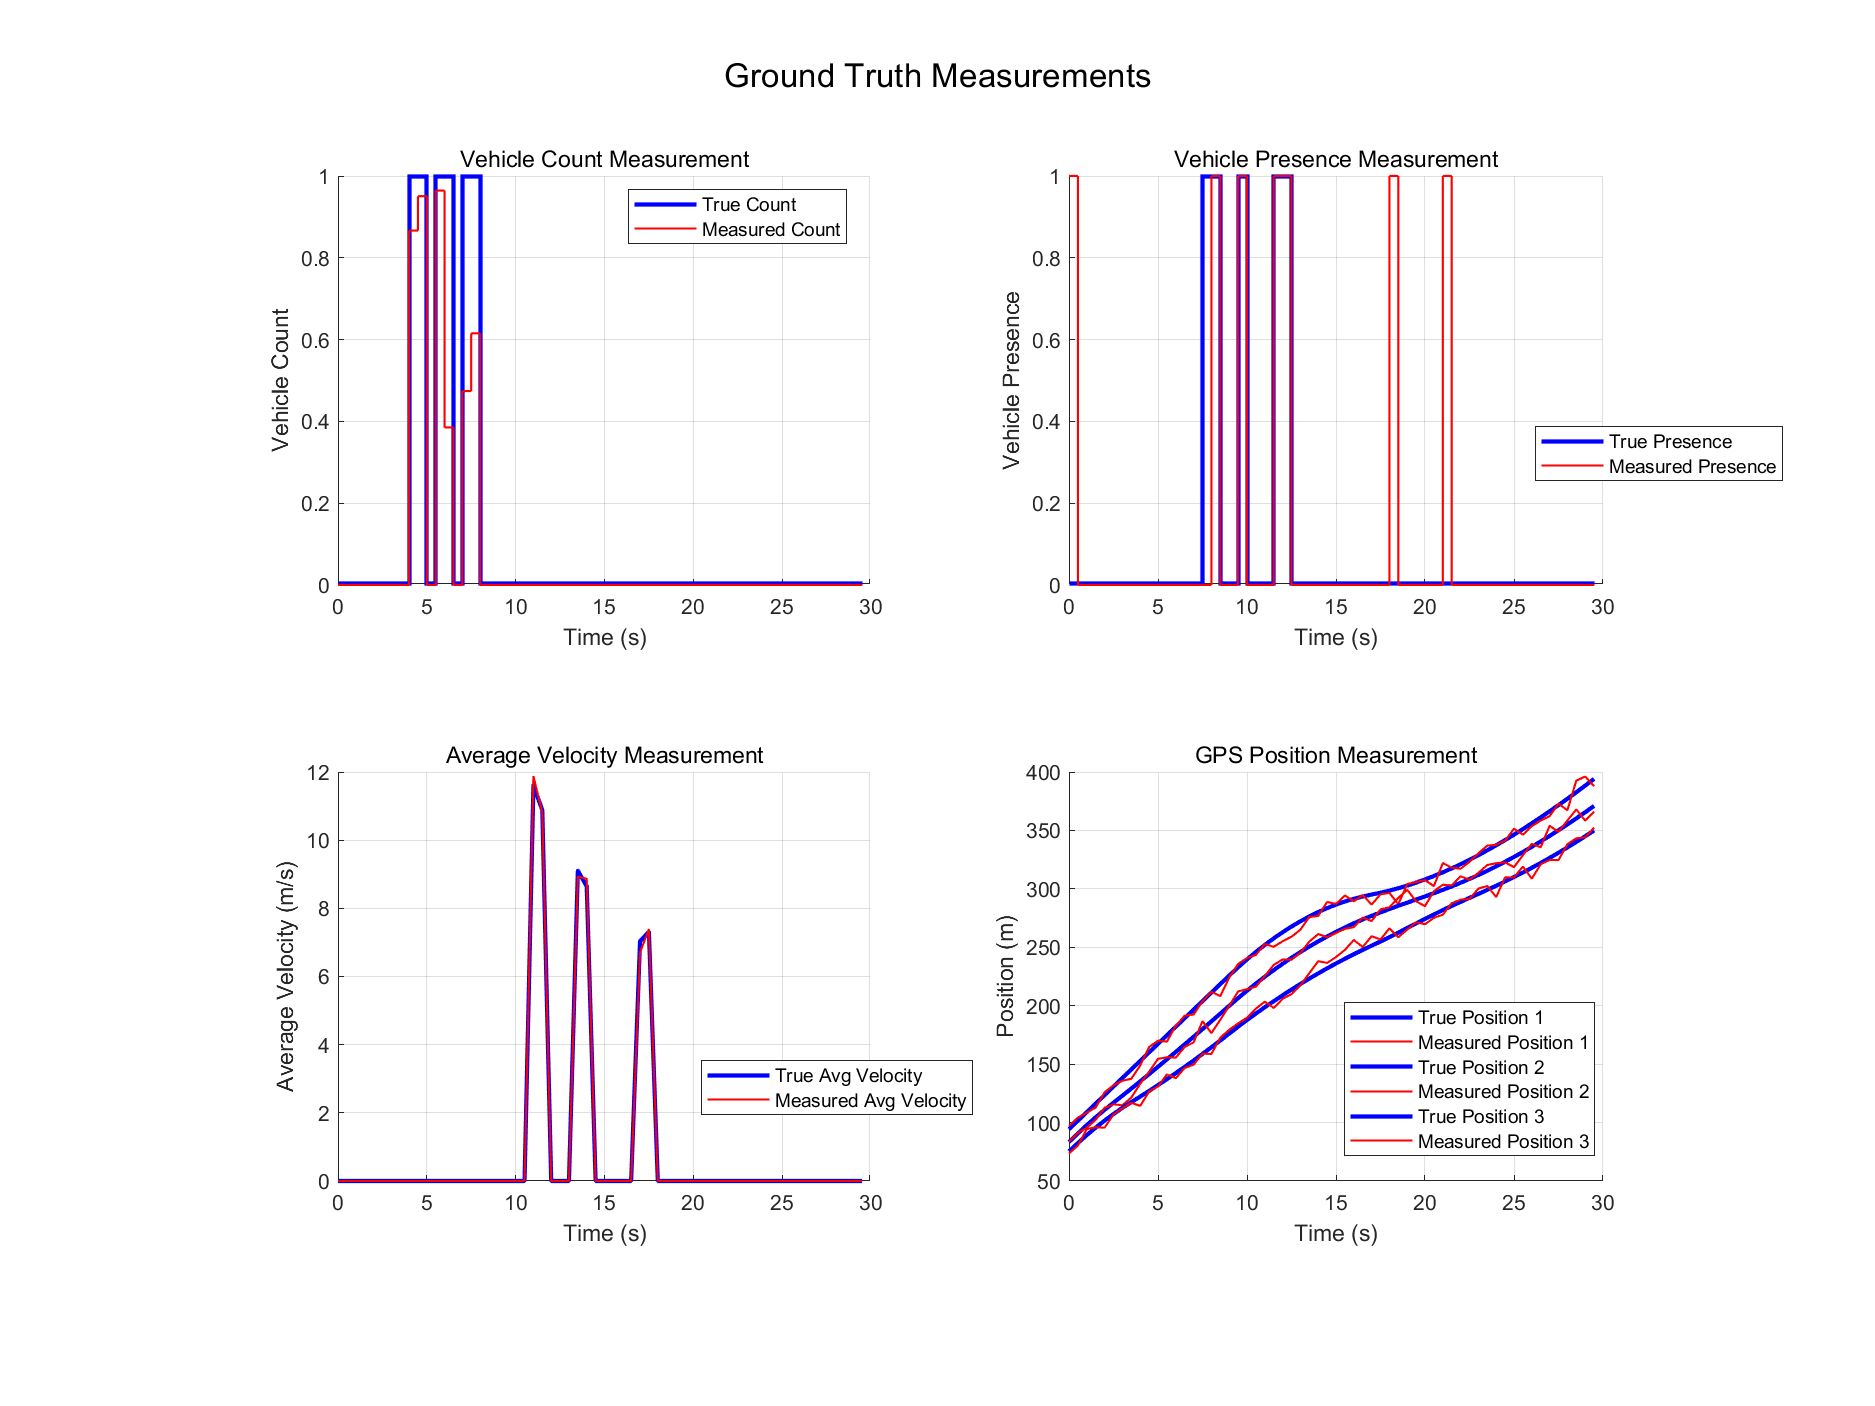 Ground Truth Measurements
Vehicle Count Measurement
1
0.8
0.6
0.4
0.2
0
Vehicle Count
True Count
Measured Count
0 5 10 15 20 25 30
Time (s)
Vehicle Presence Measurement
1
0.8
0.6
0.4
0.2
0
Vehicle Presence
True Presence
Measured Presence
0 5 10 15 20 25 30
Time (s)
Average Velocity Measurement
12
10
8
6
4
2
0
Average Velocity (m/s)
True Avg Velocity
Measured Avg Velocity
0 5 10 15 20 25 30
Time (s)
GPS Position Measurement
400
350
300
250
200
150
100
50
Position (m)
True Position 1
Measured Position 1
True Position 2
Measured Position 2
True Position 3
Measured Position 3
0 5 10 15 20 25 30
Time (s)